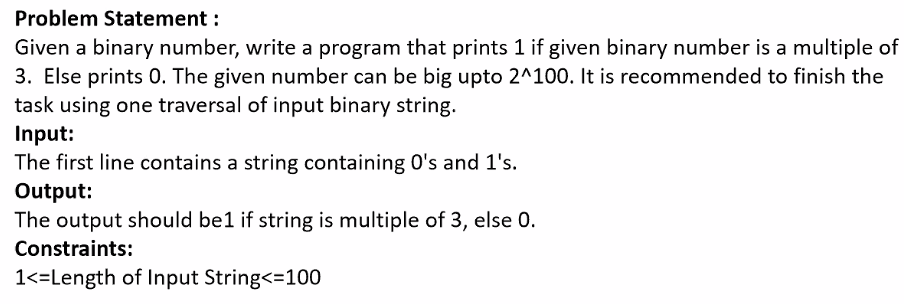 Problem Statement :
Given a binary number, write a program that prints 1 if given binary number is a multiple of
3.  Else prints 0. The given number can be big upto 2^100. It is recommended to finish the
task using one traversal of input binary string.
Input:
The first line contains a string containing 0's and 1's.
Output:
The output should be1 if string is multiple of 3, else 0.
Constraints:
1<=Length of Input String<=100